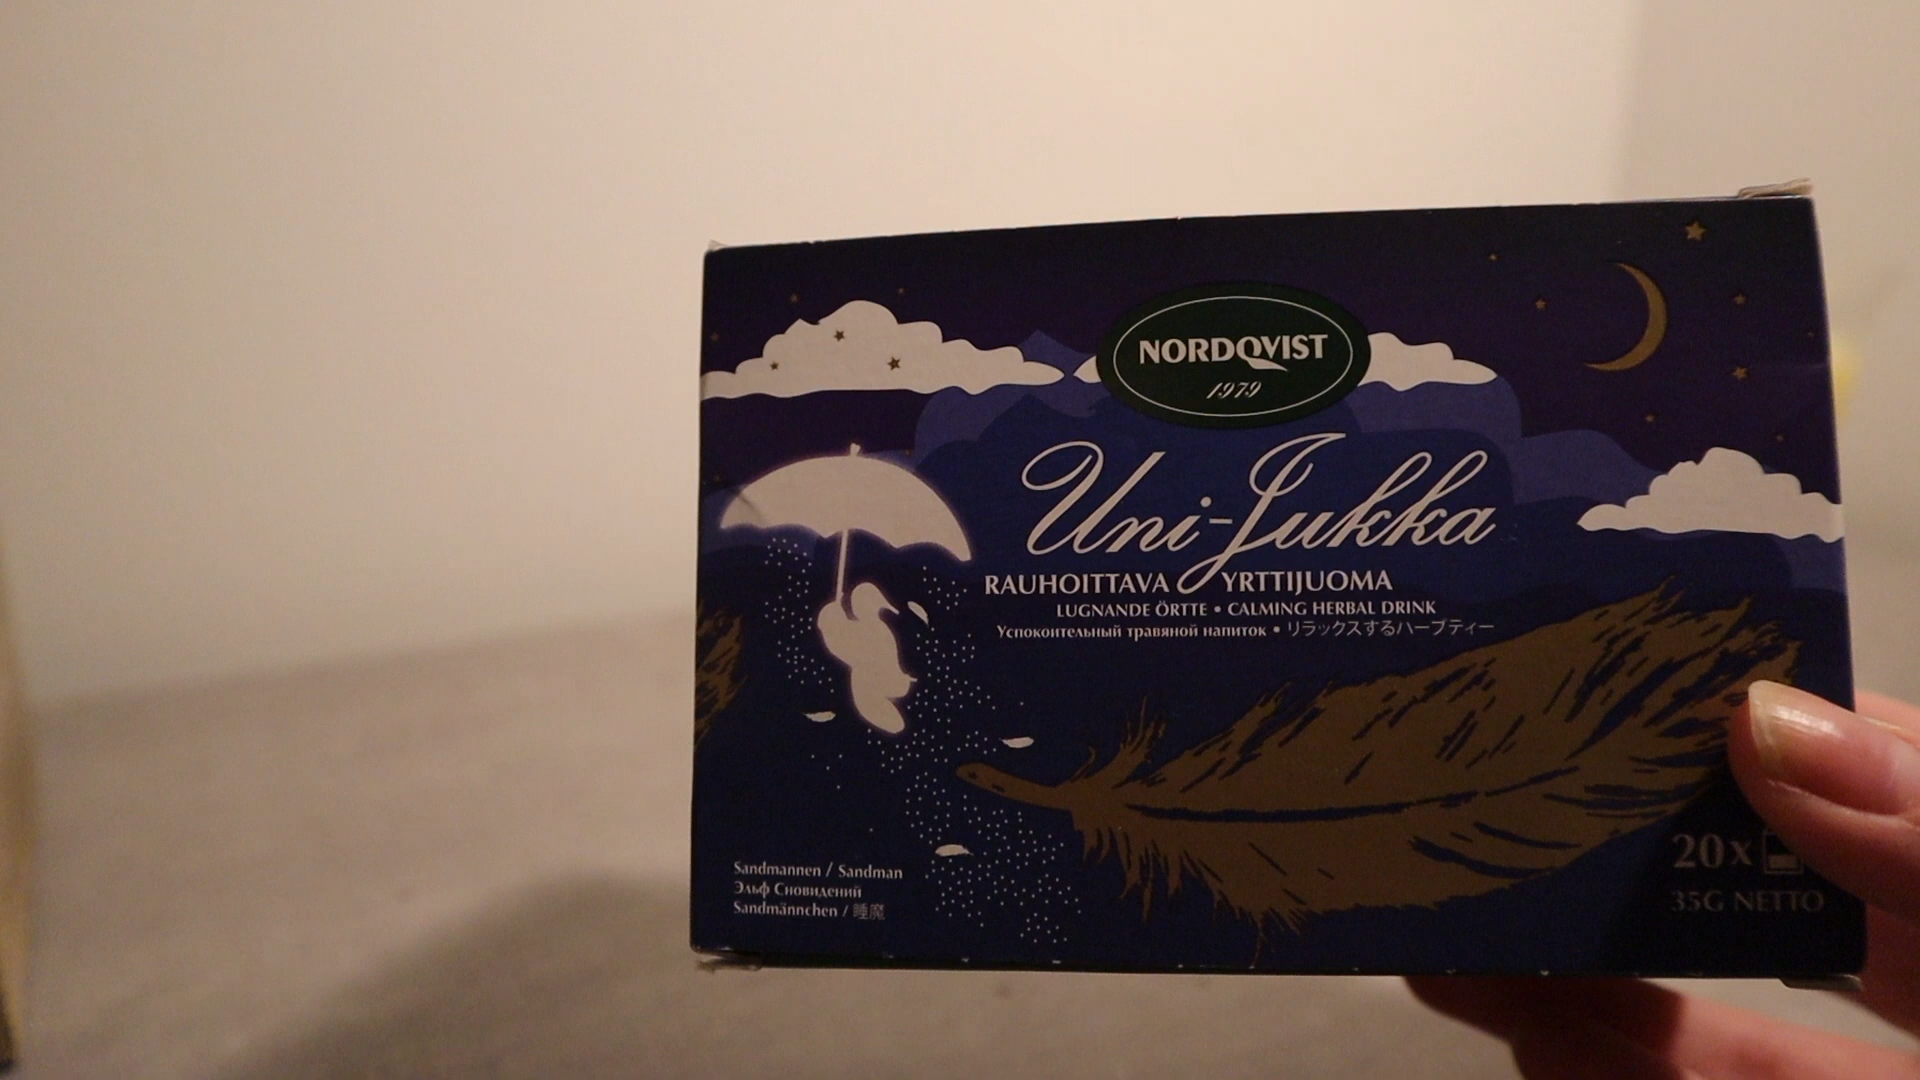 NORDQVIST
1979
Uni-Jukka
RAUHOITTAVA YRTTIJUOMA
LUGNANDE ÖRTTE • CALMING HERBAL DRINK
Успокоительный травяной напиток • リラックスするハーブティー
Sandmannen / Sandman
Эльф Сновидений
Sandmännchen / 睡魔
20x
35G NETTO